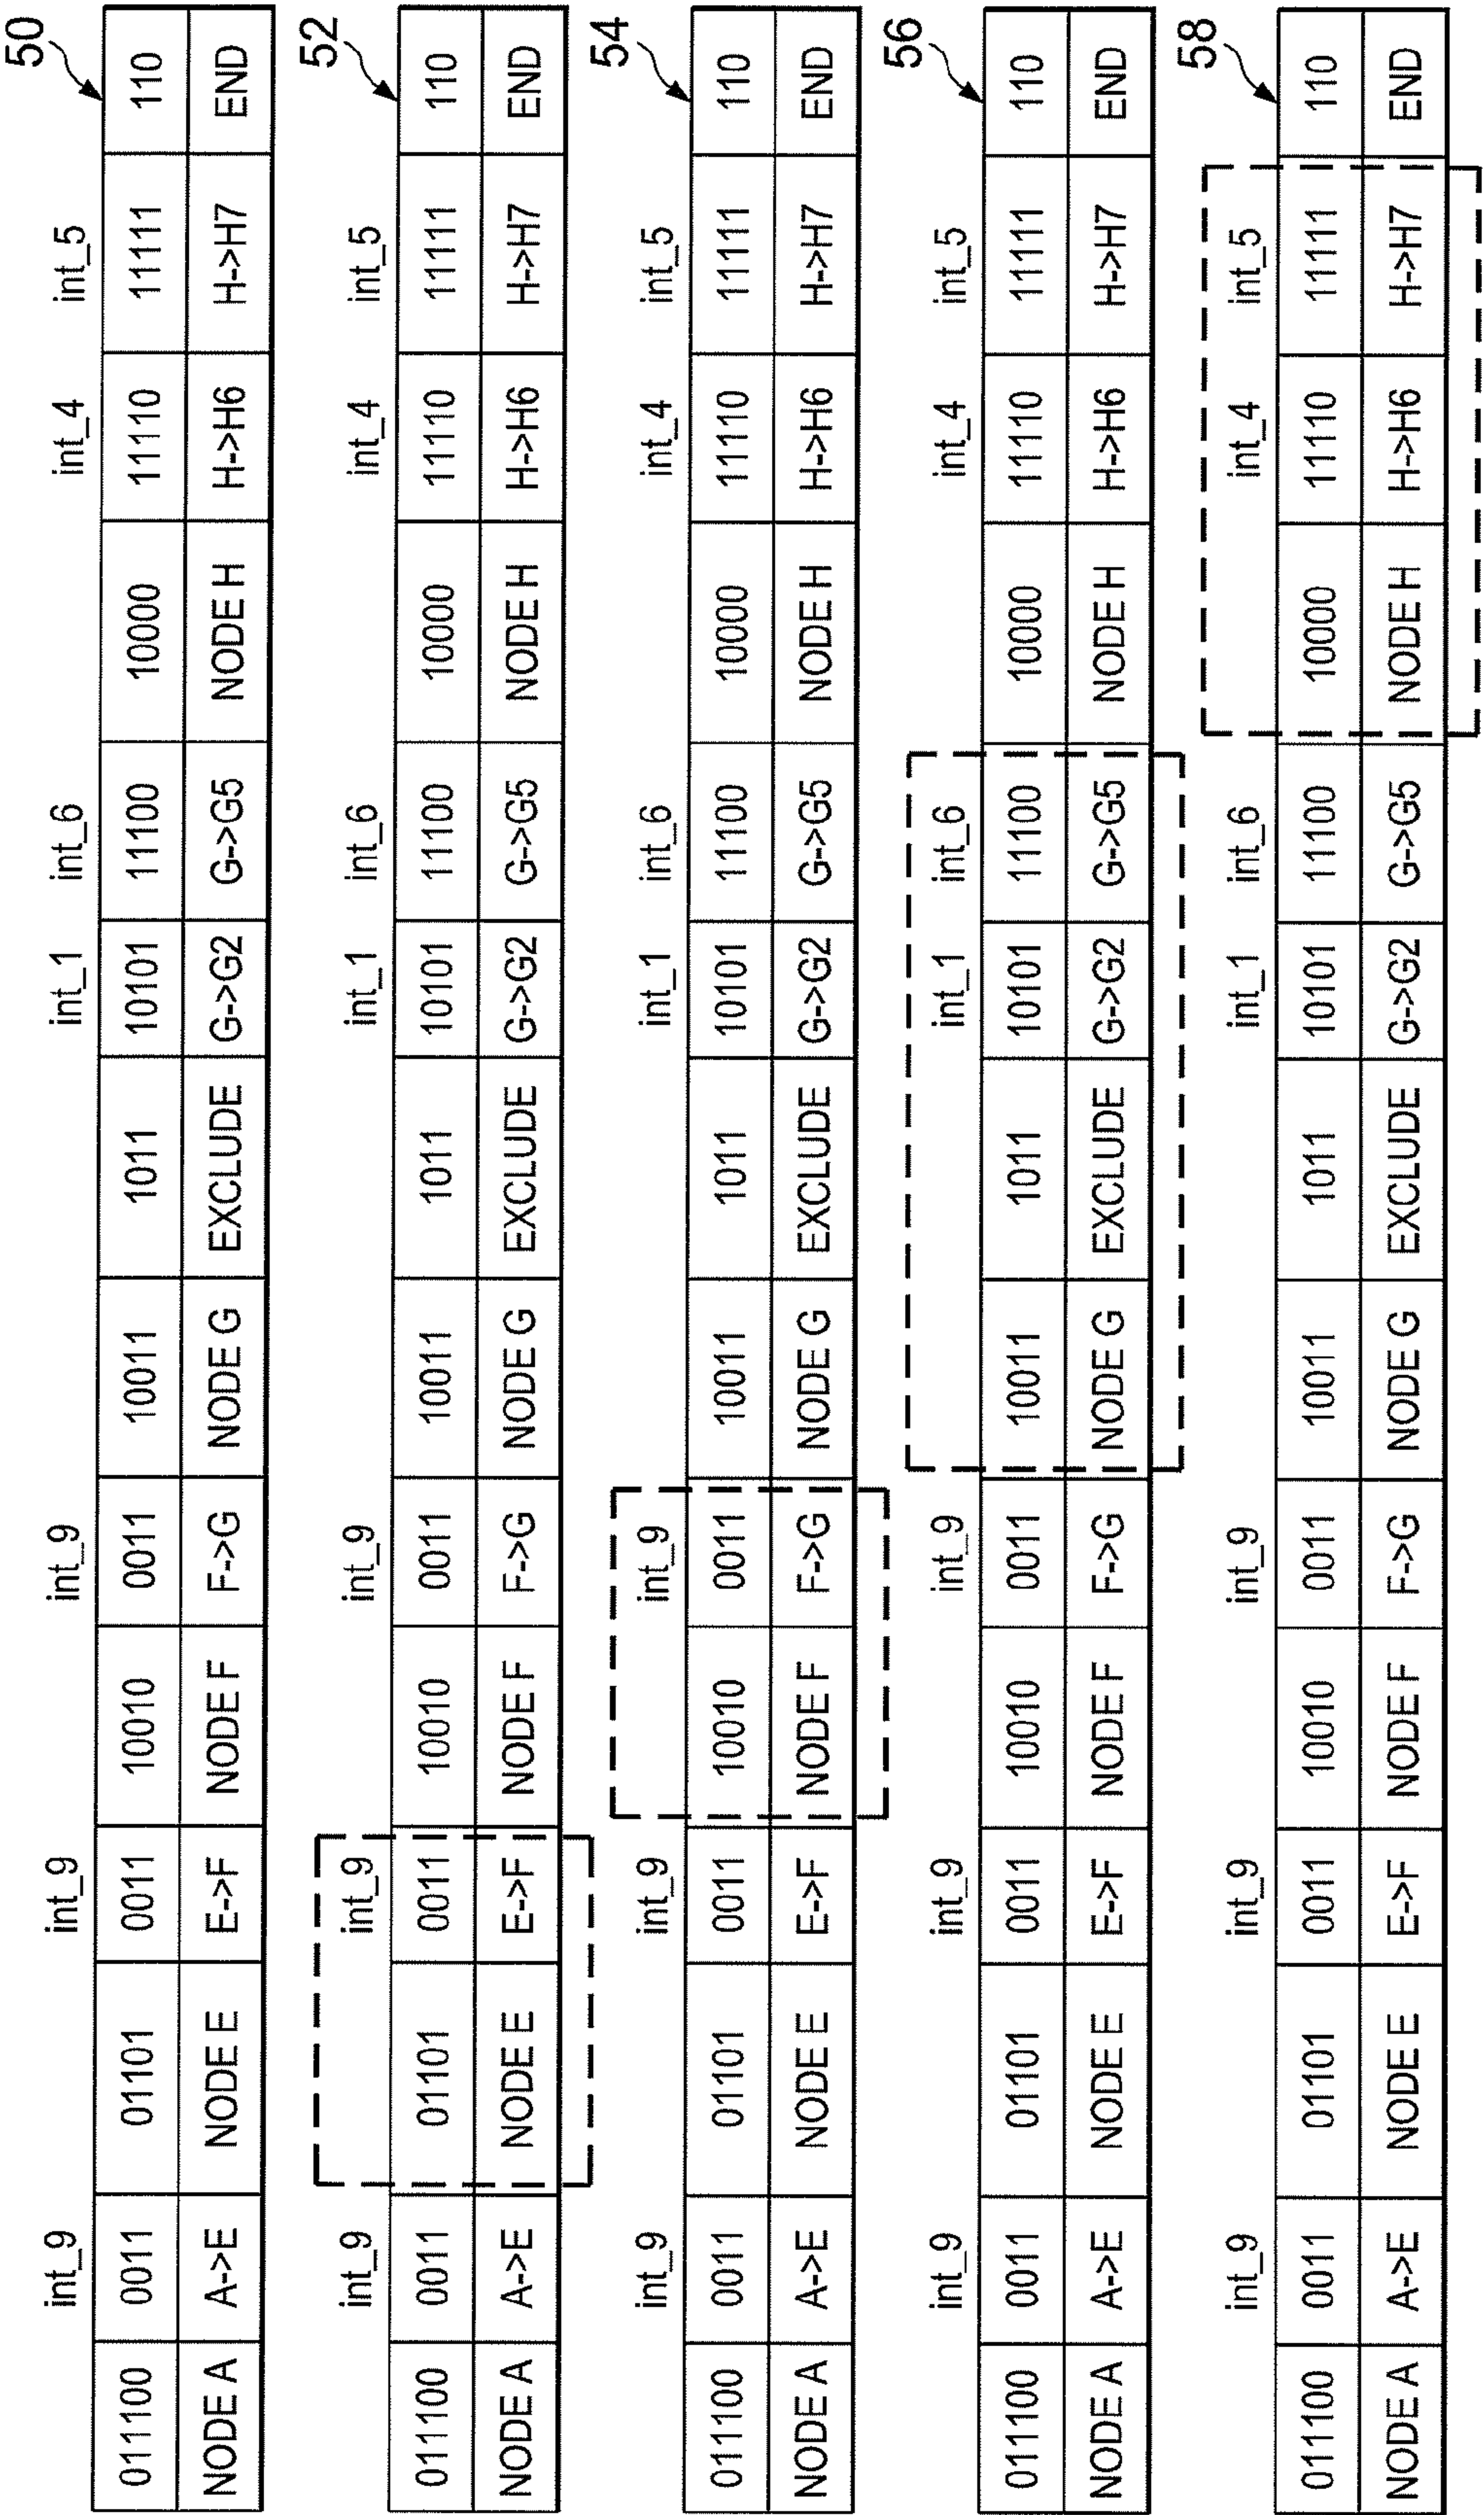 50
int_9 int_9 int_9 int_1 int_6 int_4 int_5
011100 0011 01101 0011 10010 0011 10011 1011 10101 11100 10000 11110 11111 110
NODE A A->E NODE E E->F NODE F F->G NODE G EXCLUDE G->G2 G->G5 NODE H H->H6 H->H7 END
52
int_9 int_9 int_9 int_1 int_6 int_4 int_5
011100 0011 01101 0011 10010 0011 10011 1011 10101 11100 10000 11110 11111 110
NODE A A->E NODE E E->F NODE F F->G NODE G EXCLUDE G->G2 G->G5 NODE H H->H6 H->H7 END
54
int_9 int_9 int_9 int_1 int_6 int_4 int_5
011100 0011 01101 0011 10010 0011 10011 1011 10101 11100 10000 11110 11111 110
NODE A A->E NODE E E->F NODE F F->G NODE G EXCLUDE G->G2 G->G5 NODE H H->H6 H->H7 END
56
int_9 int_9 int_9 int_1 int_6 int_4 int_5
011100 0011 01101 0011 10010 0011 10011 1011 10101 11100 10000 11110 11111 110
NODE A A->E NODE E E->F NODE F F->G NODE G EXCLUDE G->G2 G->G5 NODE H H->H6 H->H7 END
58
int_9 int_9 int_9 int_1 int_6 int_4 int_5
011100 0011 01101 0011 10010 0011 10011 1011 10101 11100 10000 11110 11111 110
NODE A A->E NODE E E->F NODE F F->G NODE G EXCLUDE G->G2 G->G5 NODE H H->H6 H->H7 END